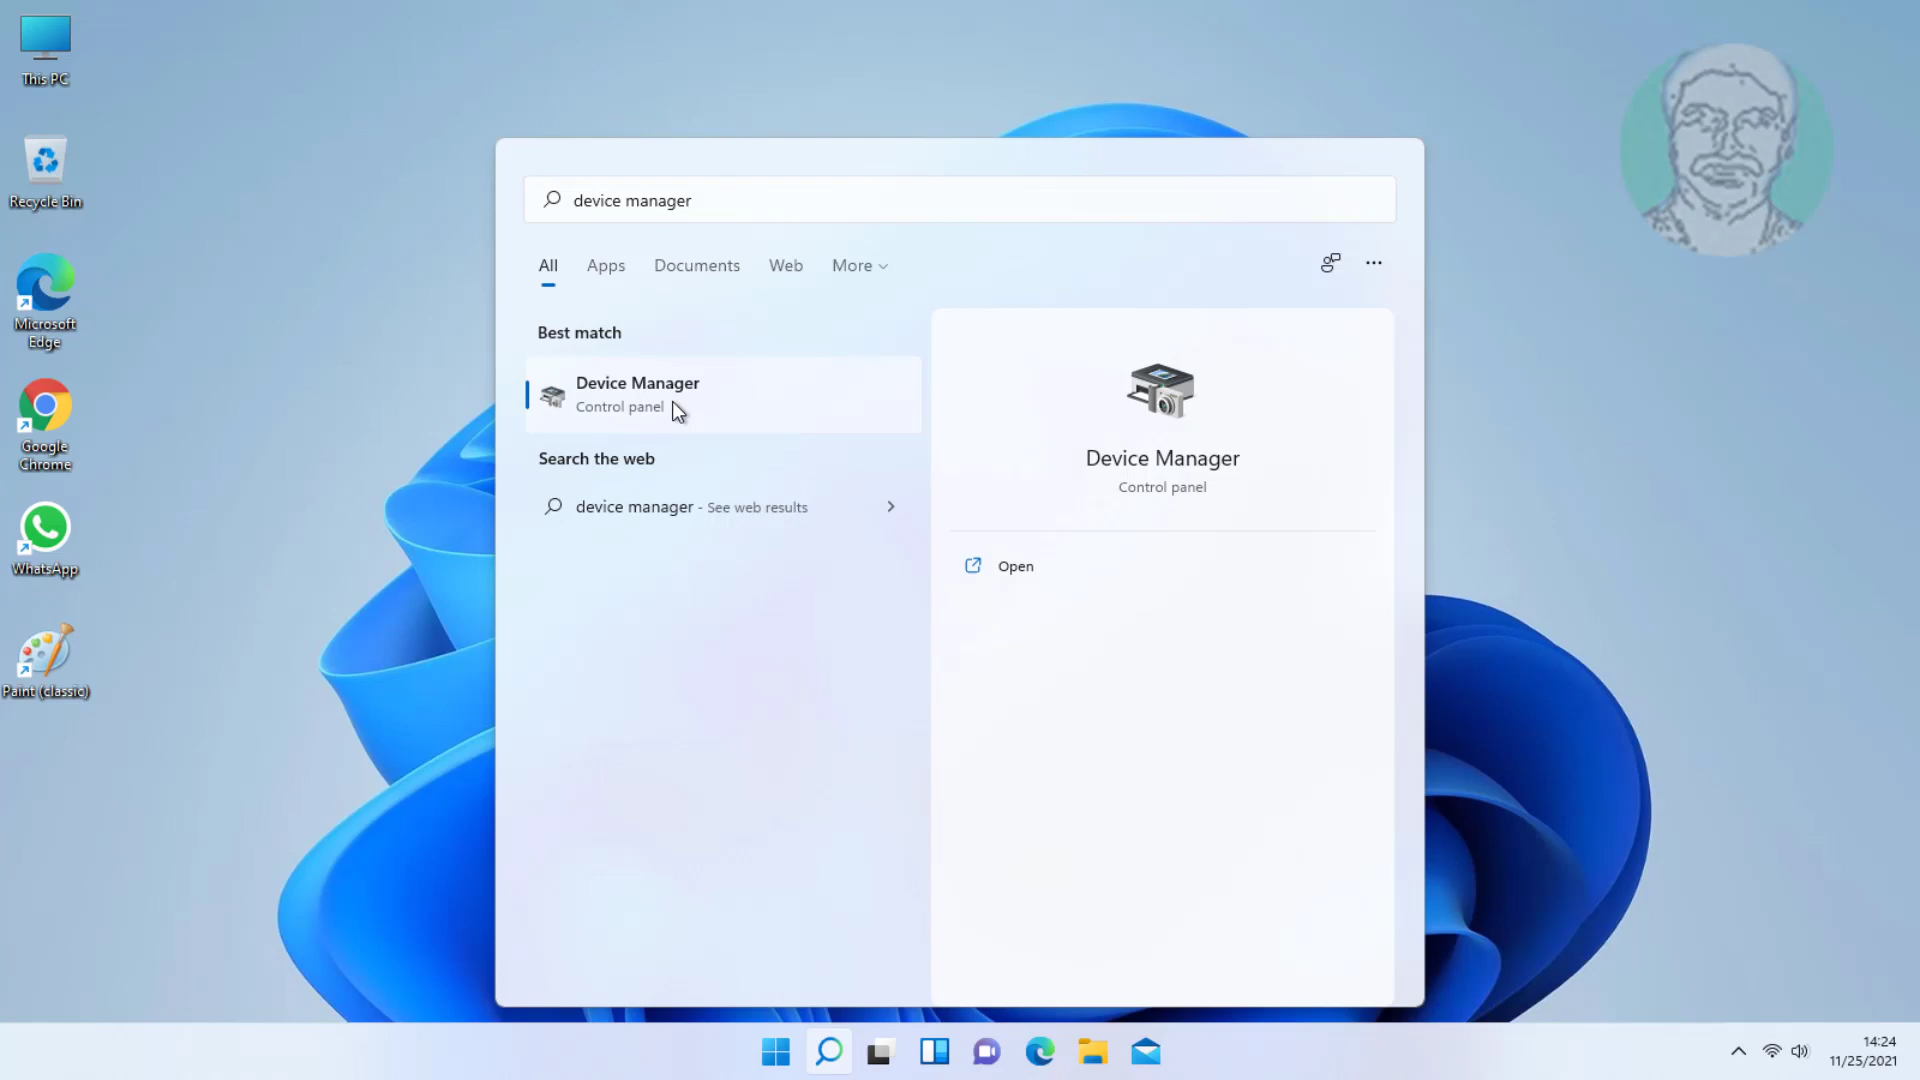 This PC
Recycle Bin
Microsoft
Edge
Google
Chrome
WhatsApp
Paint (classic)
device manager
All Apps Documents Web More
Best match
Device Manager
Control panel
Search the web
device manager - See web results
Device Manager
Control panel
Open
14:24
11/25/2021